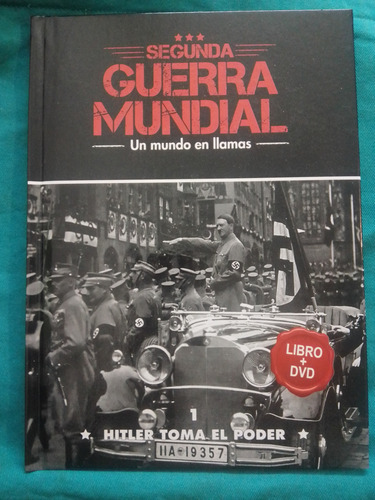 SEGUNDA
GUERRA
MUNDIAL
Un mundo en llamas
LIBRO
+
DVD
1
HITLER TOMA EL PODER
IIA-19357